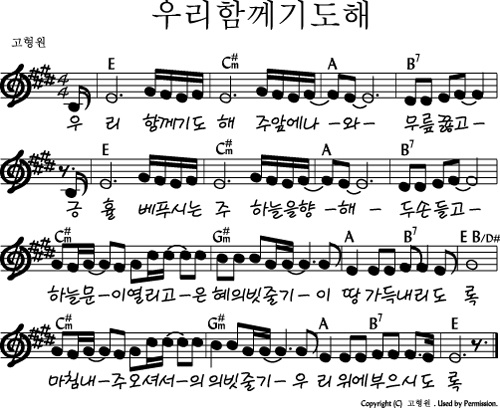 우리함께기도해
고형원
E C#m A B7
우 리 함께기도 해 주앞에나 – 와 – 무릎 꿇고 –
E C#m A B7
긍 휼 베푸시는 주 하늘을향 – 해 – 두손 들고 –
C#m G#m A B7 E B/D#
하늘문 – 이열리고 – 은 혜의빗줄기 – 이 땅 가득내리도 록
C#m G#m A B7 E
마침내 – 주오셔서 – 의 의빗줄기 – 우 리 위에부으시도 록
Copyright (C) 고형원 . Used by Permission.